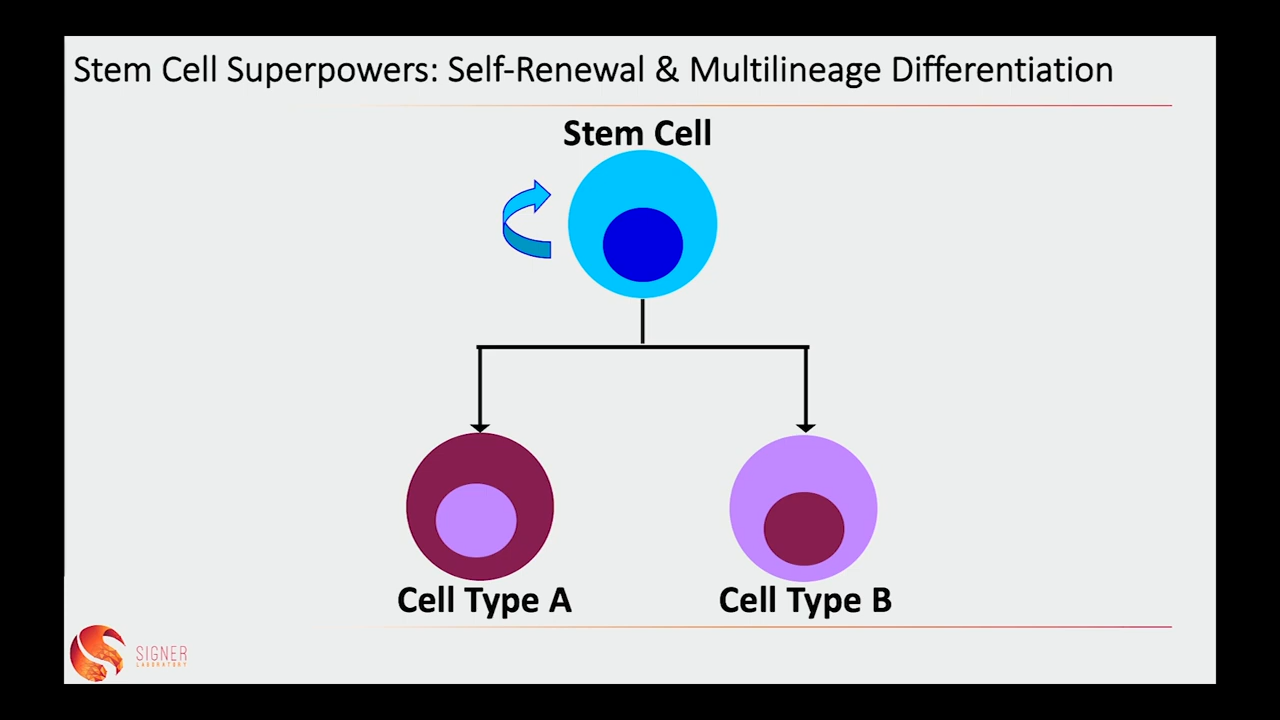 Stem Cell Superpowers: Self-Renewal & Multilineage Differentiation
Stem Cell
Cell Type A
Cell Type B
SIGNER
LABORATORY